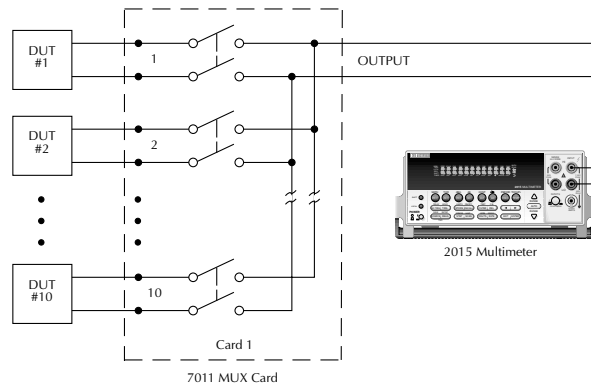 DUT
#1
1
OUTPUT
DUT
#2
2
2015 Multimeter
DUT
#10
10
Card 1
7011 MUX Card